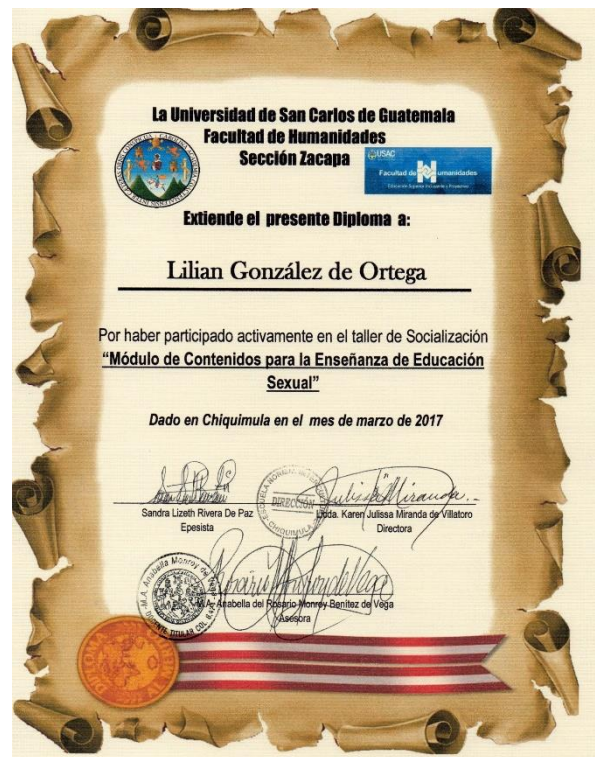 La Universidad de San Carlos de Guatemala
Facultad de Humanidades
Sección Zacapa
USAC
Facultad de Humanidades
Extiende el presente Diploma a:
Lilian González de Ortega
Por haber participado activamente en el taller de Socialización
“Módulo de Contenidos para la Enseñanza de Educación
Sexual”
Dado en Chiquimula en el mes de marzo de 2017
DIRECCIÓN
CHIQUIMULA
Sandra Lizeth Rivera De Paz
Epesista
Licda. Karen Julissa Miranda de Villatoro
Directora
M.A. Anabella del Rosario Monroy Benítez de Vega
Asesora